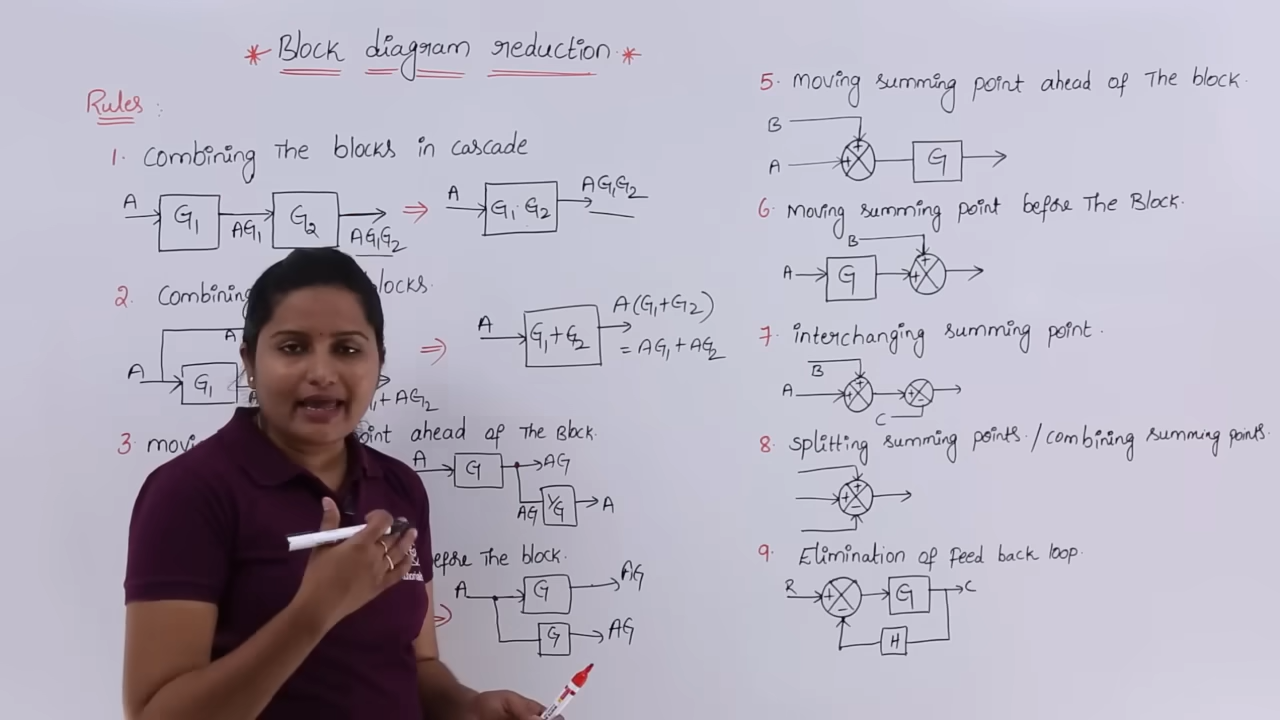 * Block diagram reduction *
Rules :
1. Combining The blocks in cascade
A G1 AG1 G2 AG1G2 ⇒ A G1·G2 AG1G2
2. Combining locks.
A
A G1 + AG2 ⇒ A G1+G2 A(G1+G2)
= AG1+AG2
3 movi oint ahead of The Block.
A G AG
AG 1/G A
efore The block.
A G AG
G AG
5. Moving summing point ahead of The block.
B
A + + G
6. Moving summing point before The Block.
B
A G + +
7. interchanging summing point.
B
A + + + -
C
8. splitting summing points / combining summing points.
+ + -
9. Elimination of feed back loop.
R + - G C
H